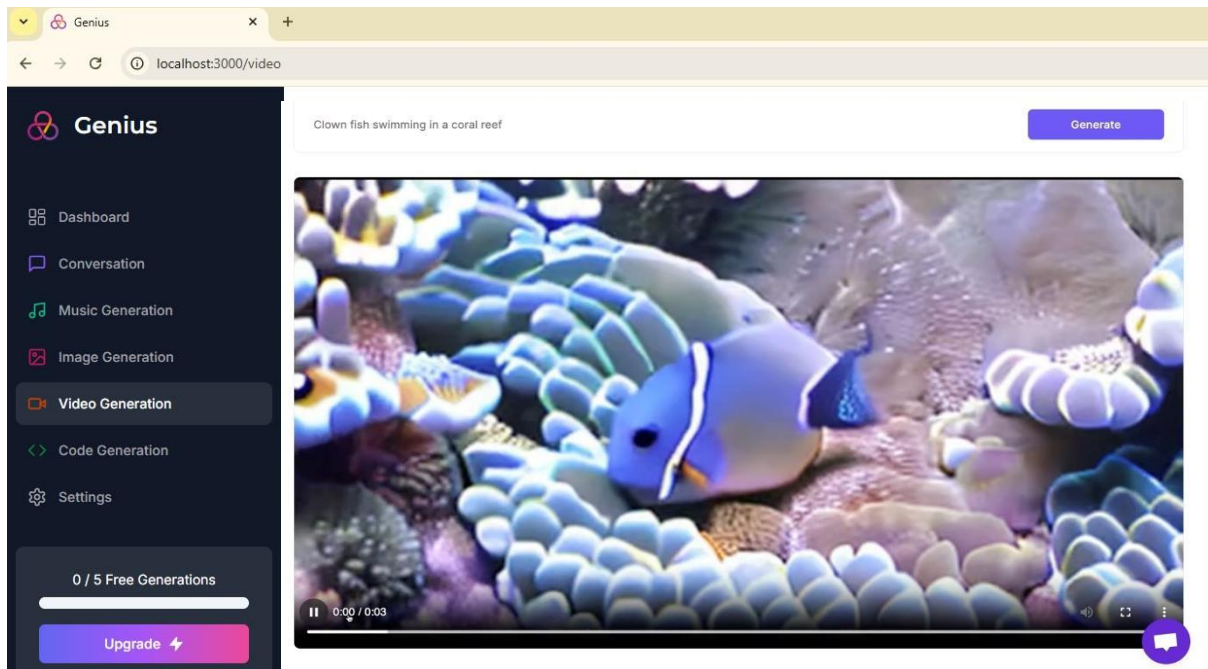 Genius
localhost:3000/video
Genius
Clown fish swimming in a coral reef
Generate
Dashboard
Conversation
Music Generation
Image Generation
Video Generation
Code Generation
Settings
0 / 5 Free Generations
Upgrade
0:00 / 0:03